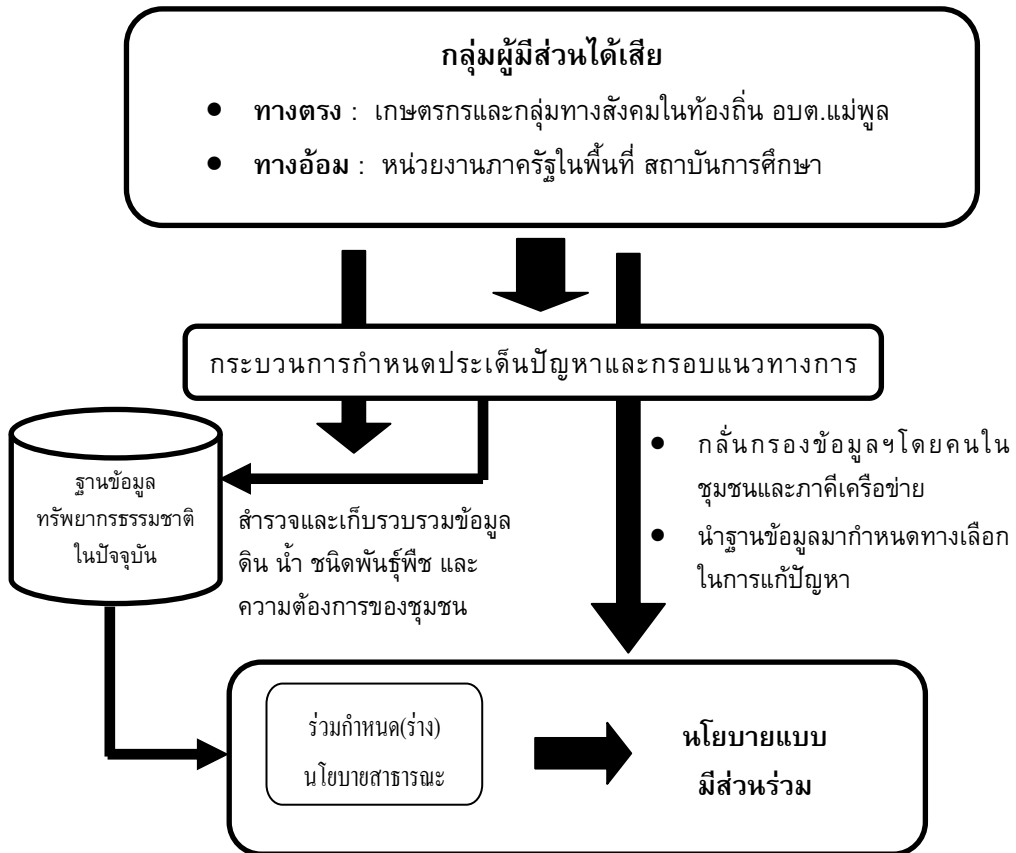 กลุ่มผู้มีส่วนได้เสีย
● ทางตรง : เกษตรกรและกลุ่มทางสังคมในท้องถิ่น อบต.แม่พูล
● ทางอ้อม : หน่วยงานภาครัฐในพื้นที่ สถาบันการศึกษา
กระบวนการกำหนดประเด็นปัญหาและกรอบแนวทางการ
ฐานข้อมูล
ทรัพยากรธรรมชาติ
ในปัจจุบัน
สำรวจและเก็บรวบรวมข้อมูล
ดิน น้ำ ชนิดพันธุ์พืช และ
ความต้องการของชุมชน
● กลั่นกรองข้อมูลฯโดยคนใน
ชุมชนและภาคีเครือข่าย
● นำฐานข้อมูลมากำหนดทางเลือก
ในการแก้ปัญหา
ร่วมกำหนด(ร่าง)
นโยบายสาธารณะ
นโยบายแบบ
มีส่วนร่วม